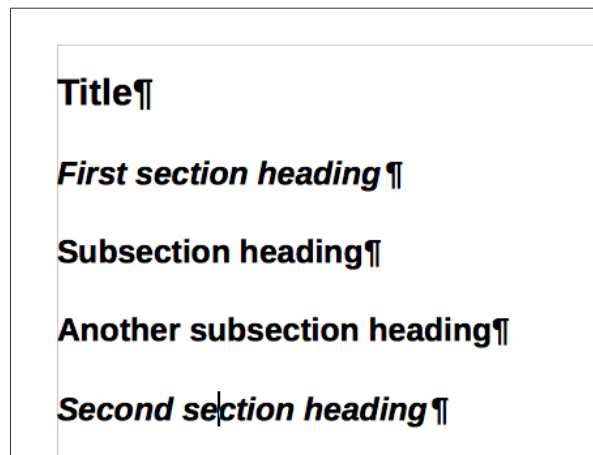 Title¶
First section heading¶
Subsection heading¶
Another subsection heading¶
Second section heading¶